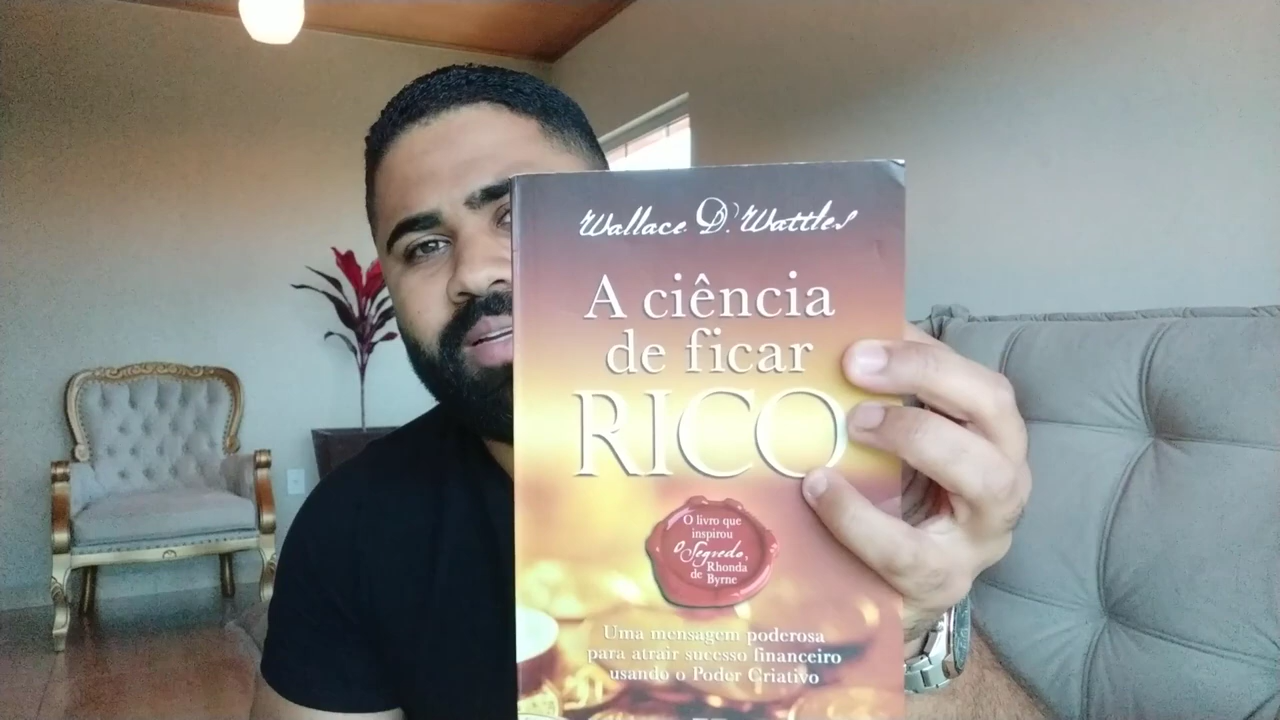 Wallace D. Wattles
A ciência
de ficar
RICO
O livro que
inspirou
O Segredo,
de Rhonda
Byrne
Uma mensagem poderosa
para atrair sucesso financeiro
usando o Poder Criativo